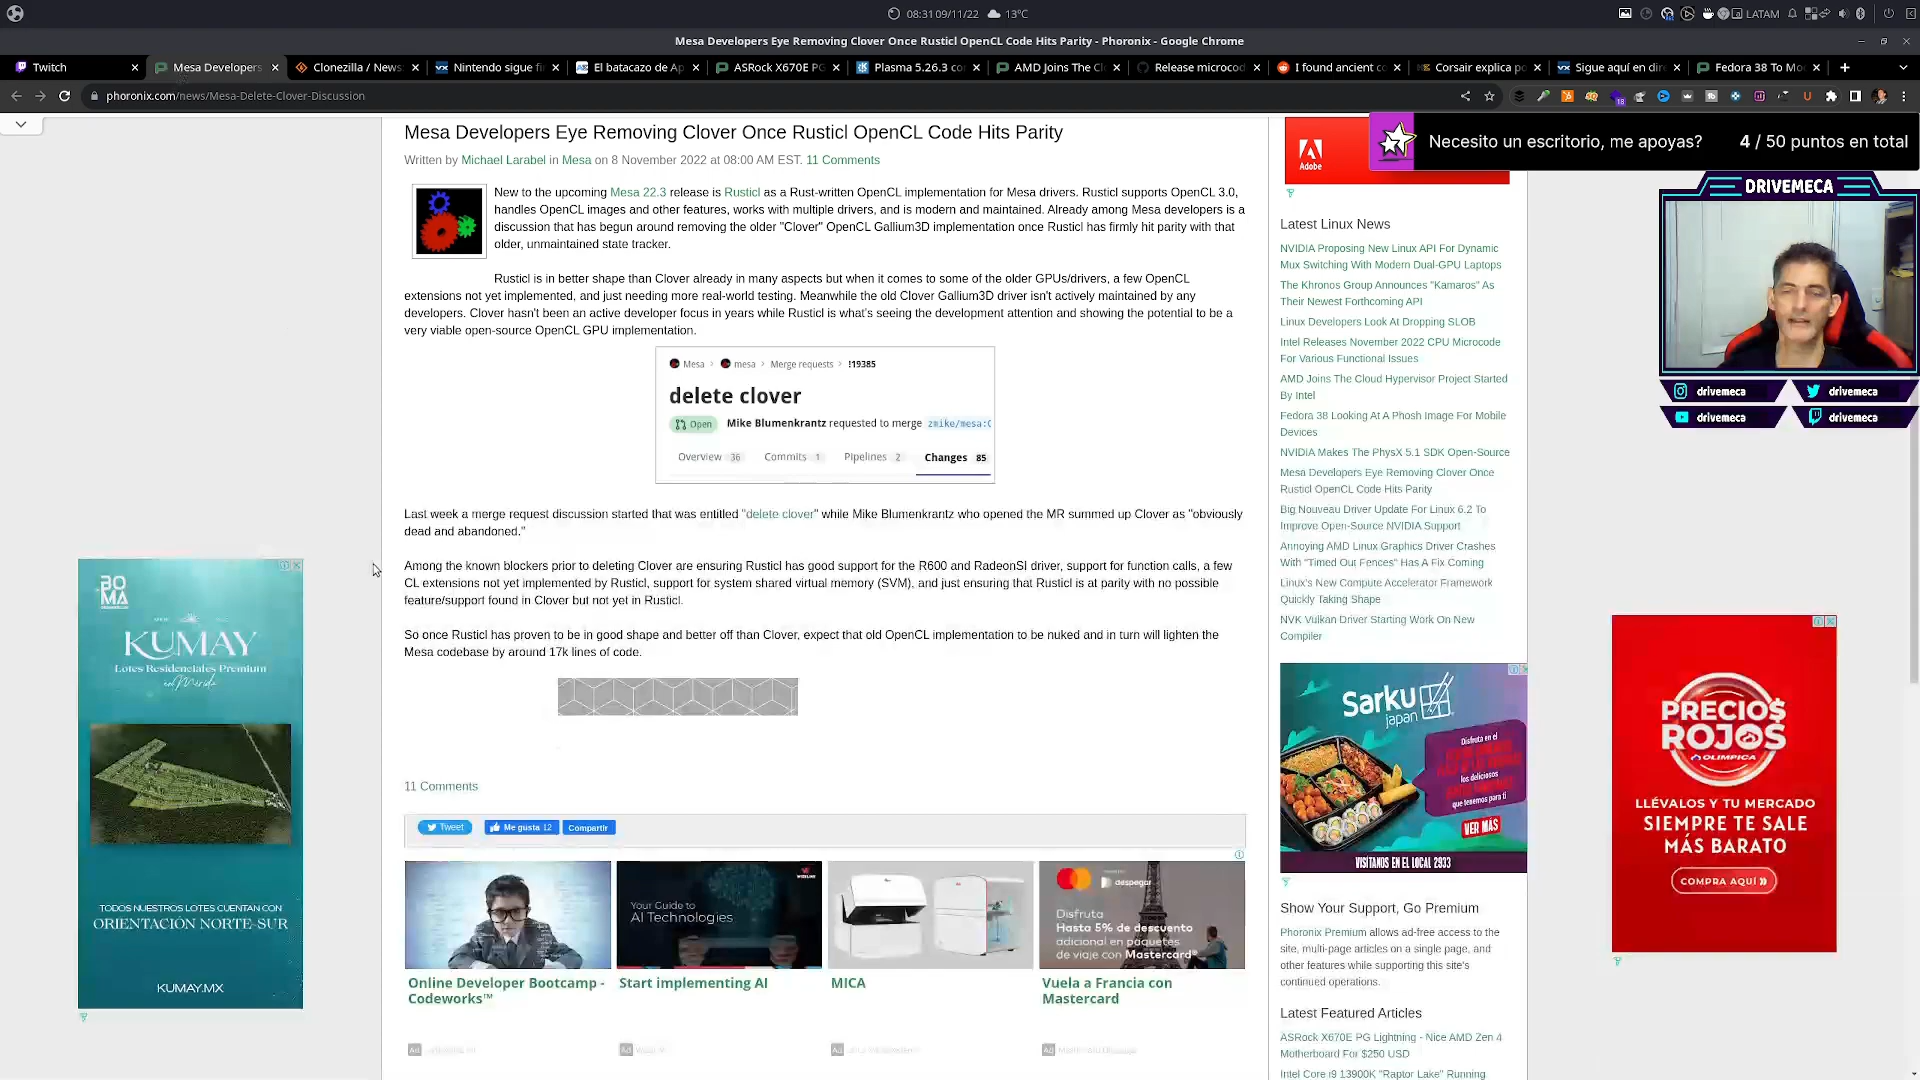 08:31 09/11/22
13°C
LATAM
Mesa Developers Eye Removing Clover Once Rusticl OpenCL Code Hits Parity - Phoronix - Google Chrome
Twitch
Mesa Developers
Clonezilla / News:
Nintendo sigue fi
El batacazo de Ap
ASRock X670E PG
Plasma 5.26.3 co
AMD Joins The Cl
Release microcod
I found ancient c
Corsair explica p
Sigue aquí en dir
Fedora 38 To Mo
phoronix.com/news/Mesa-Delete-Clover-Discussion
Necesito un escritorio, me apoyas? 4 / 50 puntos en total
DRIVEMECA
drivemeca
drivemeca
drivemeca
drivemeca
Mesa Developers Eye Removing Clover Once Rusticl OpenCL Code Hits Parity
Written by Michael Larabel in Mesa on 8 November 2022 at 08:00 AM EST. 11 Comments
New to the upcoming Mesa 22.3 release is Rusticl as a Rust-written OpenCL implementation for Mesa drivers. Rusticl supports OpenCL 3.0,
handles OpenCL images and other features, works with multiple drivers, and is modern and maintained. Already among Mesa developers is a
discussion that has begun around removing the older "Clover" OpenCL Gallium3D implementation once Rusticl has firmly hit parity with that
older, unmaintained state tracker.
Rusticl is in better shape than Clover already in many aspects but when it comes to some of the older GPUs/drivers, a few OpenCL
extensions not yet implemented, and just needing more real-world testing. Meanwhile the old Clover Gallium3D driver isn't actively maintained by any
developers. Clover hasn't been an active developer focus in years while Rusticl is what's seeing the development attention and showing the potential to be a
very viable open-source OpenCL GPU implementation.
Mesa > mesa > Merge requests > !19385
delete clover
Open Mike Blumenkrantz requested to merge zmike/mesa:c
Overview 36 Commits 1 Pipelines 2 Changes 85
Last week a merge request discussion started that was entitled "delete clover" while Mike Blumenkrantz who opened the MR summed up Clover as "obviously
dead and abandoned."
Among the known blockers prior to deleting Clover are ensuring Rusticl has good support for the R600 and RadeonSI driver, support for function calls, a few
CL extensions not yet implemented by Rusticl, support for system shared virtual memory (SVM), and just ensuring that Rusticl is at parity with no possible
feature/support found in Clover but not yet in Rusticl.
So once Rusticl has proven to be in good shape and better off than Clover, expect that old OpenCL implementation to be nuked and in turn will lighten the
Mesa codebase by around 17k lines of code.
11 Comments
Tweet
Me gusta 12
Compartir
Your Guide to
AI Technologies
despegar
Disfruta
Hasta 5% de descuento
adicional en paquetes
de viaje con Mastercard
Online Developer Bootcamp -
Codeworks™
Start implementing AI
MICA
Vuela a Francia con
Mastercard
Ad
Ad
Ad
Ad
Adobe
Latest Linux News
NVIDIA Proposing New Linux API For Dynamic
Mux Switching With Modern Dual-GPU Laptops
The Khronos Group Announces "Kamaros" As
Their Newest Forthcoming API
Linux Developers Look At Dropping SLOB
Intel Releases November 2022 CPU Microcode
For Various Functional Issues
AMD Joins The Cloud Hypervisor Project Started
By Intel
Fedora 38 Looking At A Phosh Image For Mobile
Devices
NVIDIA Makes The PhysX 5.1 SDK Open-Source
Mesa Developers Eye Removing Clover Once
Rusticl OpenCL Code Hits Parity
Big Nouveau Driver Update For Linux 6.2 To
Improve Open-Source NVIDIA Support
Annoying AMD Linux Graphics Driver Crashes
With "Timed Out Fences" Has A Fix Coming
Linux's New Compute Accelerator Framework
Quickly Taking Shape
NVK Vulkan Driver Starting Work On New
Compiler
Sarku
japan
Disfruta en el
los deliciosos
que tenemos para ti
VER MÁS
VISÍTANOS EN EL LOCAL 2933
Show Your Support, Go Premium
Phoronix Premium allows ad-free access to the
site, multi-page articles on a single page, and
other features while supporting this site's
continued operations.
Latest Featured Articles
ASRock X670E PG Lightning - Nice AMD Zen 4
Motherboard For $250 USD
Intel Core i9 13900K "Raptor Lake" Running
BO
MA
KUMAY
Lotes Residenciales Premium
en Mérida
TODOS NUESTROS LOTES CUENTAN CON
ORIENTACIÓN NORTE-SUR
KUMAY.MX
PRECIO$
ROJOS
OLIMPICA
LLÉVALOS Y TU MERCADO
SIEMPRE TE SALE
MÁS BARATO
COMPRA AQUÍ